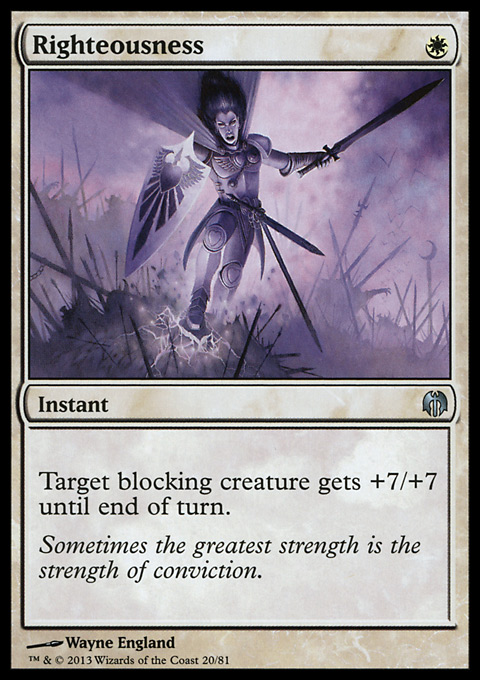 Righteousness
Instant
Target blocking creature gets +7/+7
until end of turn.
Sometimes the greatest strength is the
strength of conviction.
Wayne England
™ & © 2013 Wizards of the Coast 20/81